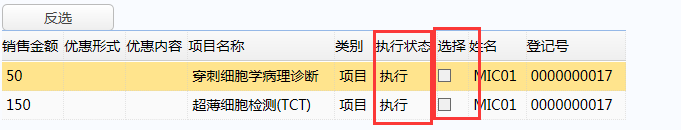 反选
销售金额 优惠形式 优惠内容 项目名称 类别 执行状态 选择 姓名 登记号
50 穿刺细胞学病理诊断 项目 执行 MIC01 0000000017
150 超薄细胞检测(TCT) 项目 执行 MIC01 0000000017